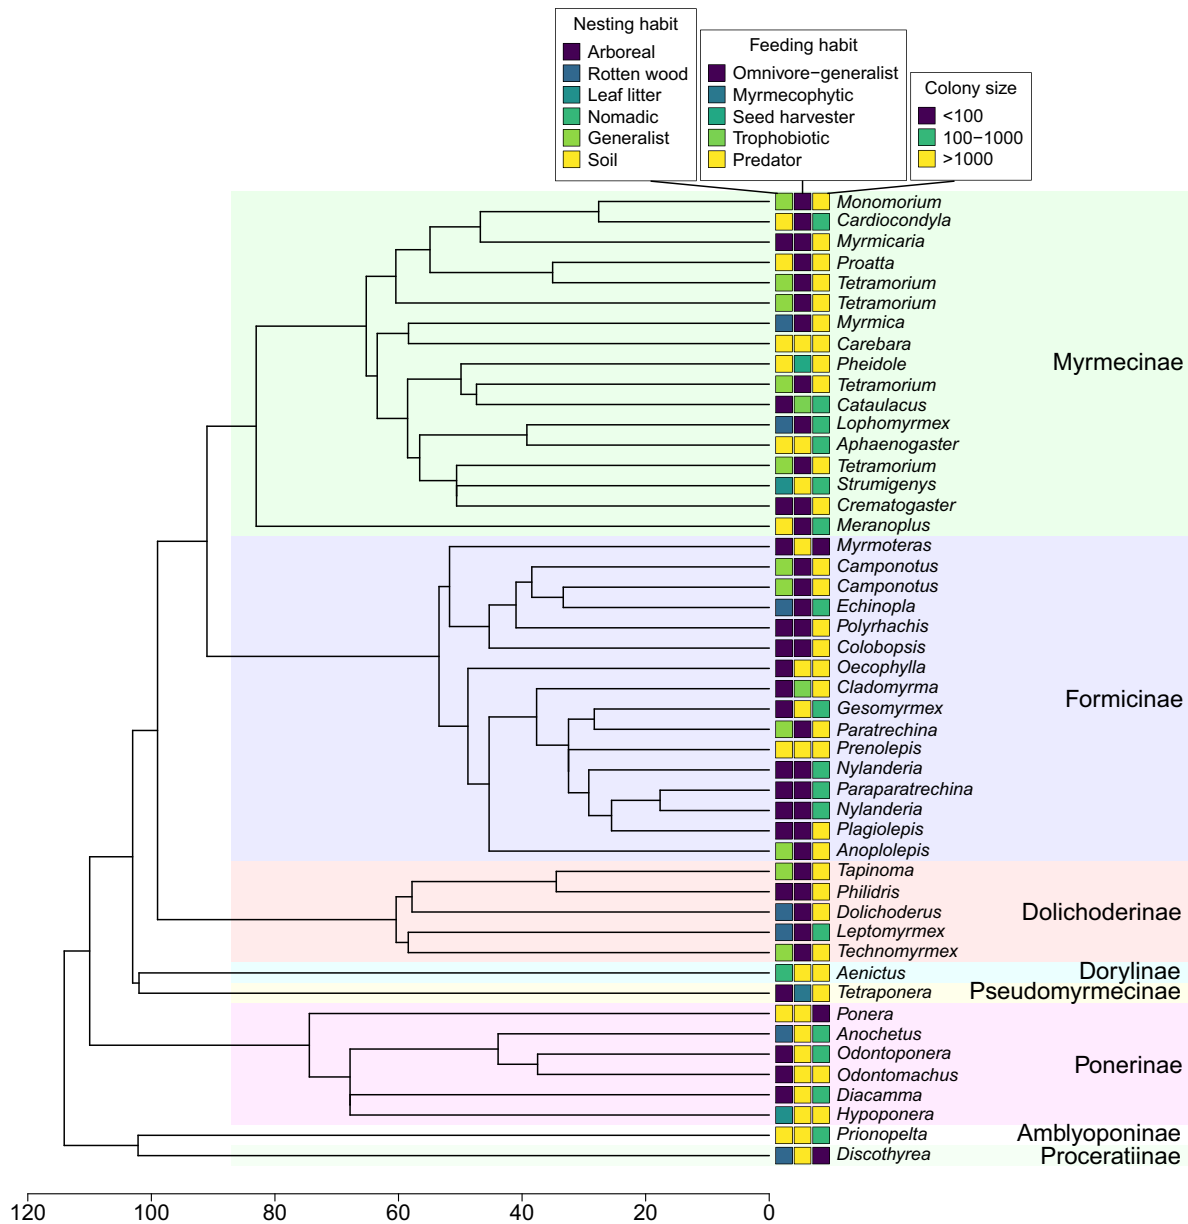 Nesting habit
Arboreal
Rotten wood
Leaf litter
Nomadic
Generalist
Soil
Feeding habit
Omnivore−generalist
Myrmecophytic
Seed harvester
Trophobiotic
Predator
Colony size
<100
100−1000
>1000
Monomorium
Cardiocondyla
Myrmicaria
Proatta
Tetramorium
Tetramorium
Myrmica
Carebara
Pheidole
Tetramorium
Cataulacus
Lophomyrmex
Aphaenogaster
Tetramorium
Strumigenys
Crematogaster
Meranoplus
Myrmecinae
Myrmoteras
Camponotus
Camponotus
Echinopla
Polyrhachis
Colobopsis
Oecophylla
Cladomyrma
Gesomyrmex
Paratrechina
Prenolepis
Nylanderia
Paraparatrechina
Nylanderia
Plagiolepis
Anoplolepis
Formicinae
Tapinoma
Philidris
Dolichoderus
Leptomyrmex
Technomyrmex
Dolichoderinae
Aenictus
Dorylinae
Tetraponera
Pseudomyrmecinae
Ponera
Anochetus
Odontoponera
Odontomachus
Diacamma
Hypoponera
Ponerinae
Prionopelta
Amblyoponinae
Discothyrea
Proceratiinae
120 100 80 60 40 20 0